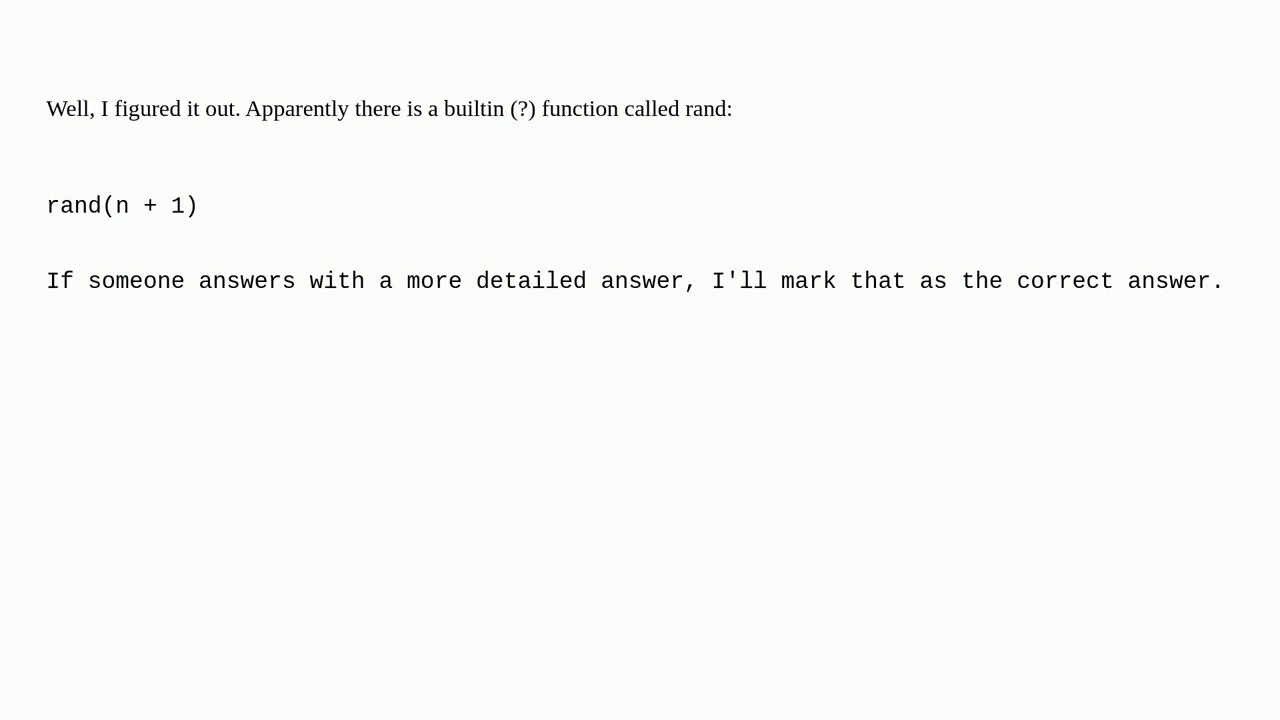 Well, I figured it out. Apparently there is a builtin (?) function called rand:
rand(n + 1)
If someone answers with a more detailed answer, I'll mark that as the correct answer.